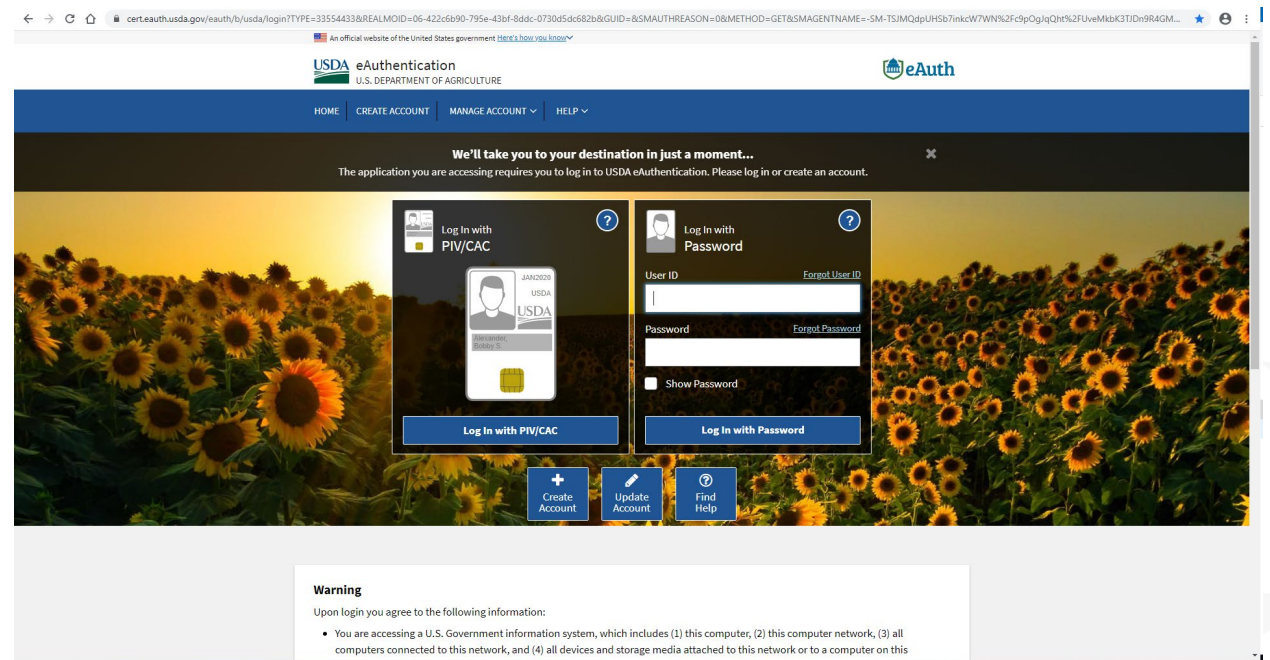 cert.eauth.usda.gov/eauth/b/usda/login?TYPE=33554433&REALMOID=06-422c6b90-795e-43bf-8ddc-0730d5dc682b&GUID=&SMAUTHREASON=0&METHOD=GET&SMAGENTNAME=-SM-TSJMQdpUHSb7inkcW7WN%2Fc9pOgJqQht%2FUveMkbK3TJDn9R4GM...
An official website of the United States government Here's how you know
USDA eAuthentication
U.S. DEPARTMENT OF AGRICULTURE
eAuth
HOME CREATE ACCOUNT MANAGE ACCOUNT HELP
We'll take you to your destination in just a moment...
The application you are accessing requires you to log in to USDA eAuthentication. Please log in or create an account.
Log In with
PIV/CAC
JAN2020
USDA
USDA
Alexander,
Bobby S.
Log In with PIV/CAC
Log In with
Password
User ID Forgot User ID
Password Forgot Password
Show Password
Log In with Password
Create
Account
Update
Account
Find
Help
Warning
Upon login you agree to the following information:
• You are accessing a U.S. Government information system, which includes (1) this computer, (2) this computer network, (3) all
computers connected to this network, and (4) all devices and storage media attached to this network or to a computer on this